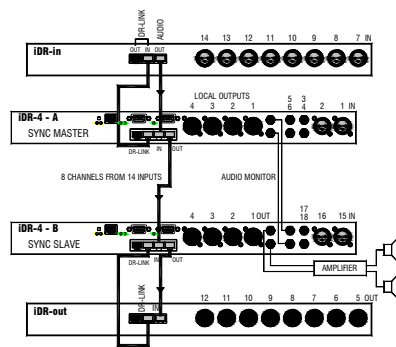 DR-LINK
AUDIO
OUT IN OUT
14 13 12 11 10 9 8 7 IN
iDR-in
LOCAL OUTPUTS
iDR-4 - A
SYNC MASTER
4 3 2 1
5 3
6 4
2 1 IN
DR-LINK IN OUT
8 CHANNELS FROM 14 INPUTS
AUDIO MONITOR
iDR-4 - B
SYNC SLAVE
4 3 2 1 OUT
17
18
16 15 IN
DR-LINK IN OUT
AMPLIFIER
DR-LINK
IN
iDR-out
12 11 10 9 8 7 6 5 OUT